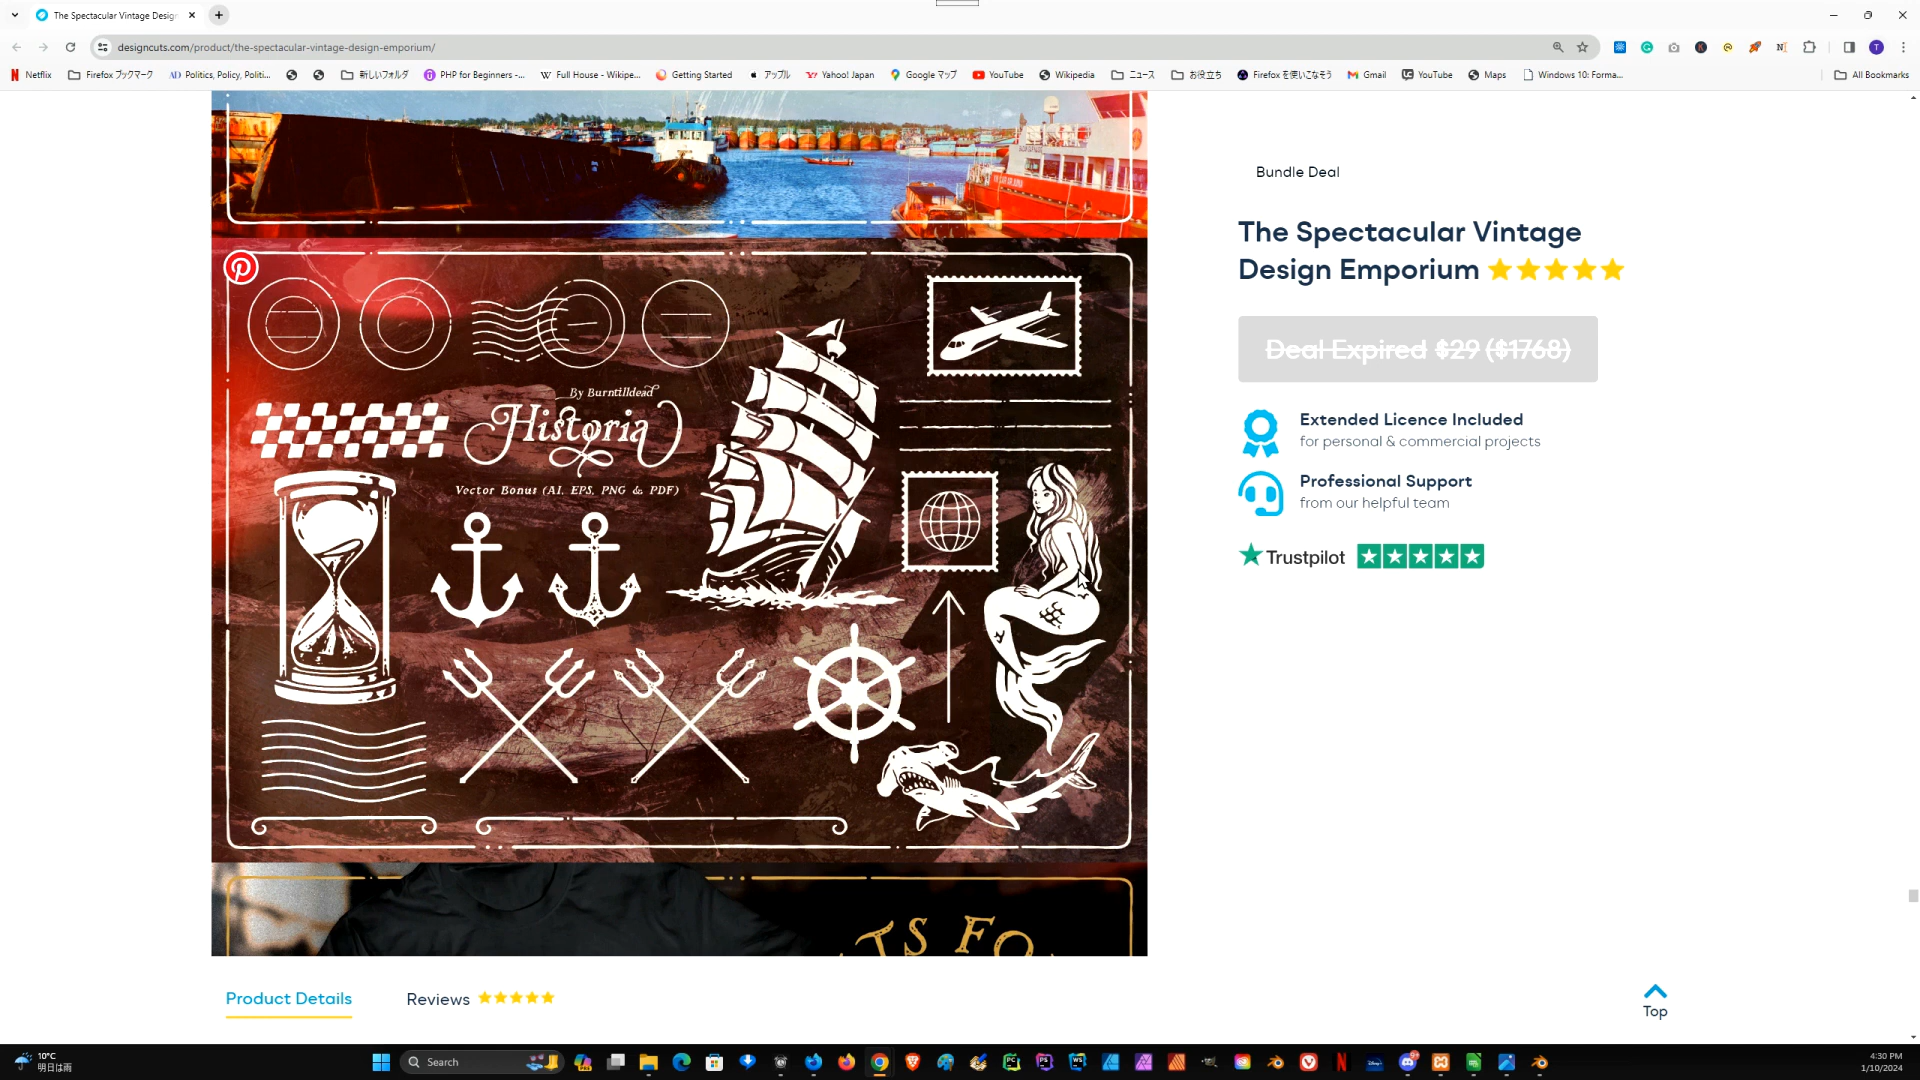 The Spectacular Vintage Design
designcuts.com/product/the-spectacular-vintage-design-emporium/
Netflix
Firefox ブックマーク
Politics, Policy, Politi...
新しいフォルダ
PHP for Beginners -...
Full House - Wikipe...
Getting Started
アップル
Yahoo! Japan
Google マップ
YouTube
Wikipedia
ニュース
お役立ち
Firefox を使いこなそう
Gmail
YouTube
Maps
Windows 10: Forma...
All Bookmarks
Bundle Deal
The Spectacular Vintage
Design Emporium
Deal Expired $29 ($1768)
Extended Licence Included
for personal & commercial projects
Professional Support
from our helpful team
Trustpilot
By Burntilldead
Historia
Vector Bonus (AI, EPS, PNG & PDF)
TS FO
Product Details
Reviews
Top
10°C
明日は雨
Search
4:30 PM
1/10/2024